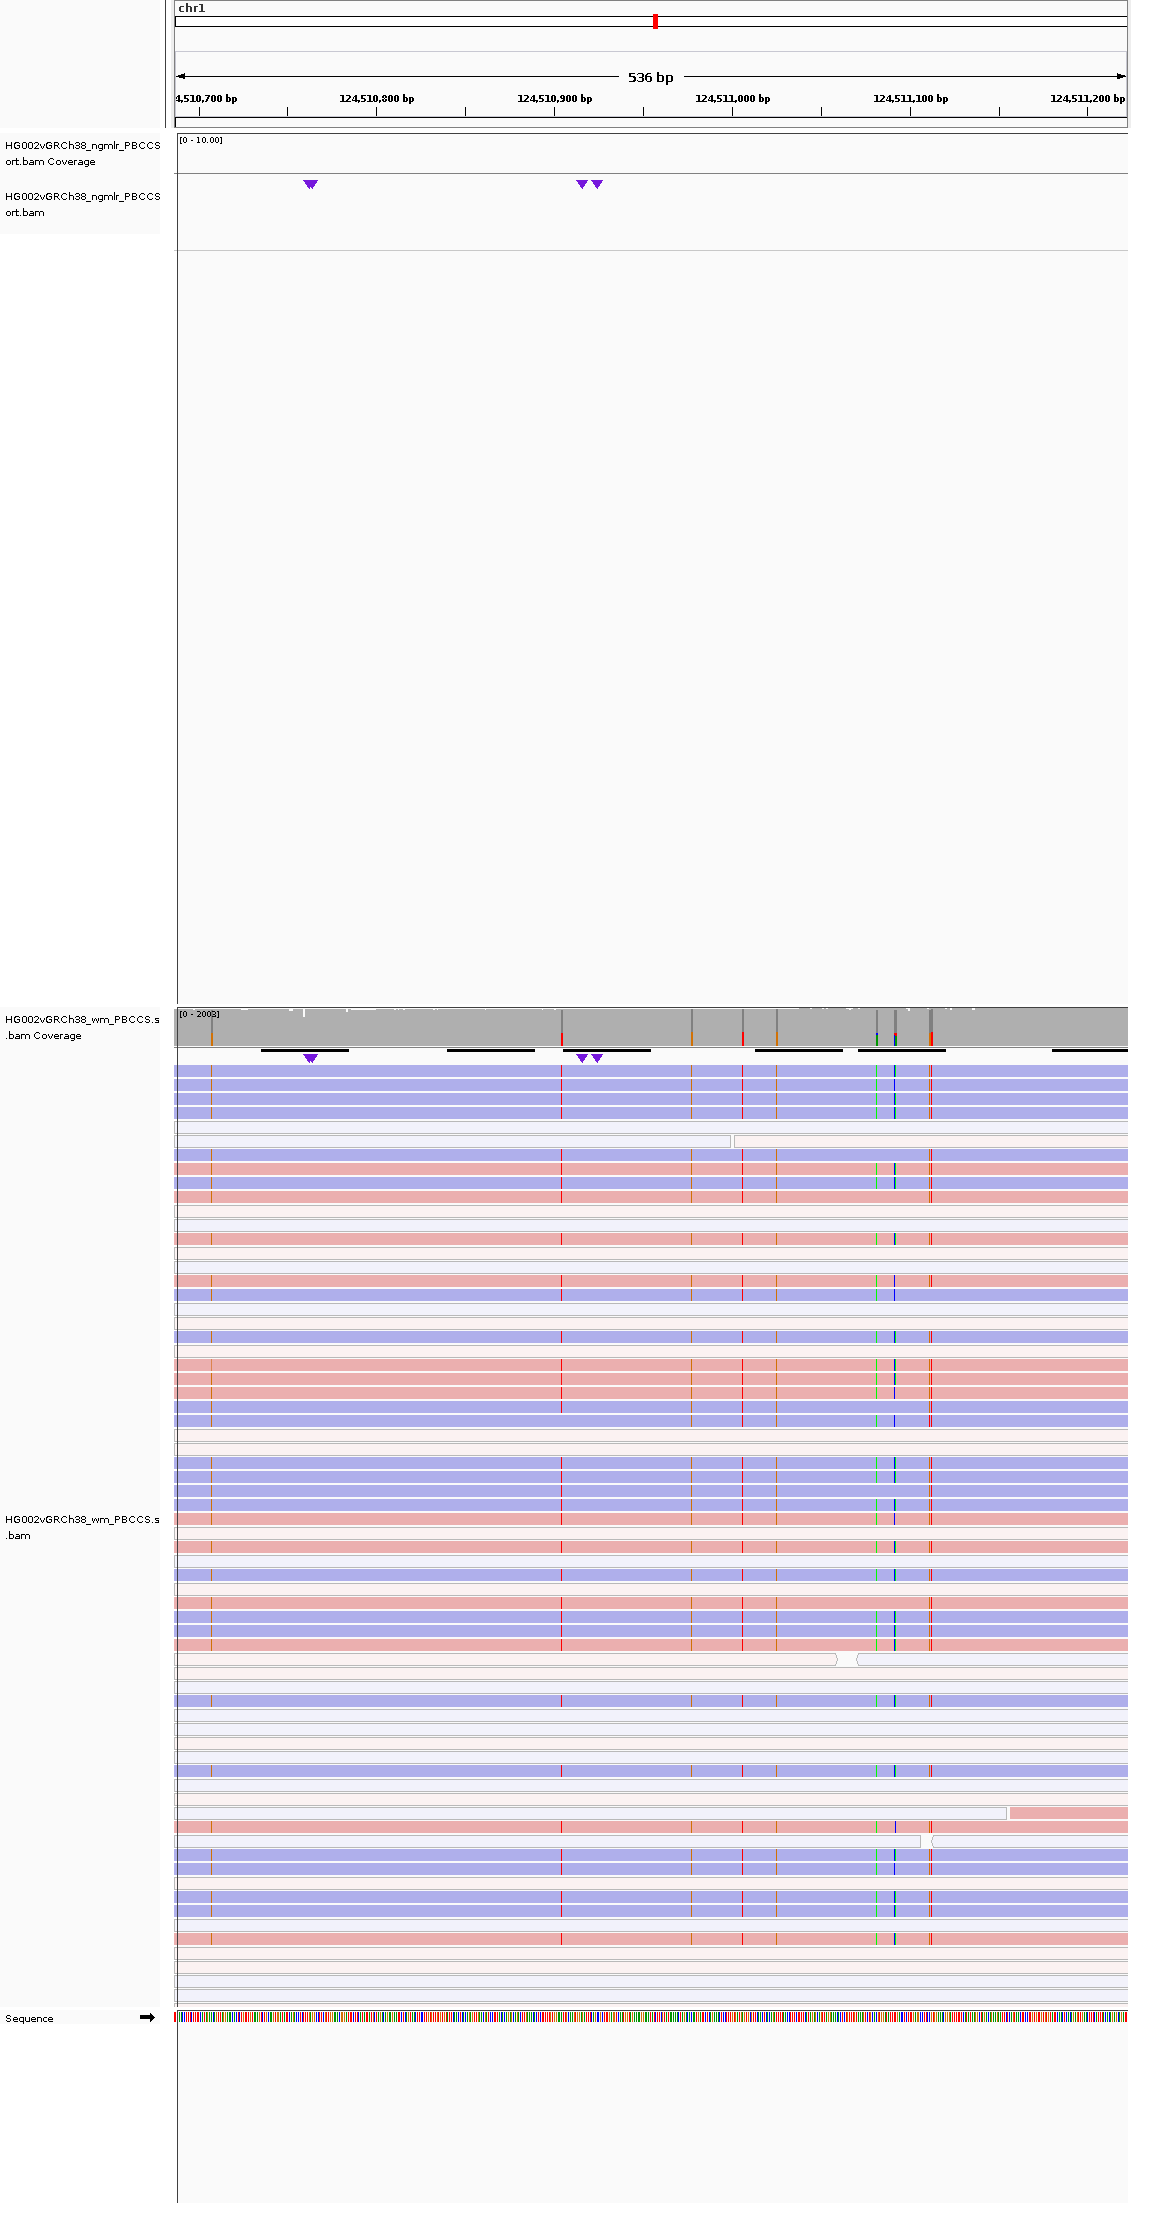 chr1
536 bp
4,510,700 bp 124,510,800 bp 124,510,900 bp 124,511,000 bp 124,511,100 bp 124,511,200 bp
HG002vGRCh38_ngmlr_PBCCS
ort.bam Coverage
[0 - 10.00]
HG002vGRCh38_ngmlr_PBCCS
ort.bam
HG002vGRCh38_wm_PBCCS.s
.bam Coverage
[0 - 2003]
HG002vGRCh38_wm_PBCCS.s
.bam
Sequence